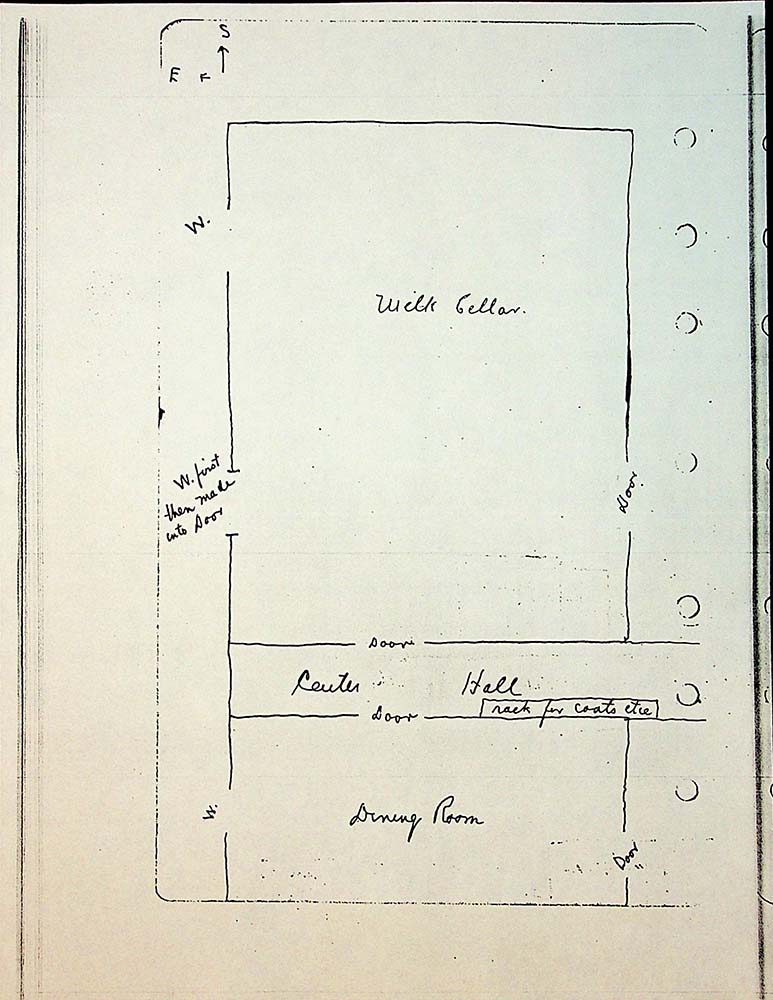 S
E
W.
Milk Cellar.
W. first
then made
into Door
Door
Door
Center Hall
rack for coats etc
Door
W.
Dining Room
Door